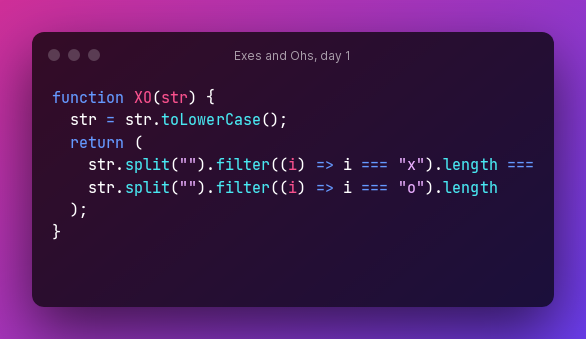 Exes and Ohs, day 1
function XO(str) {
  str = str.toLowerCase();
  return (
    str.split("").filter((i) => i === "x").length ===
    str.split("").filter((i) => i === "o").length
  );
}